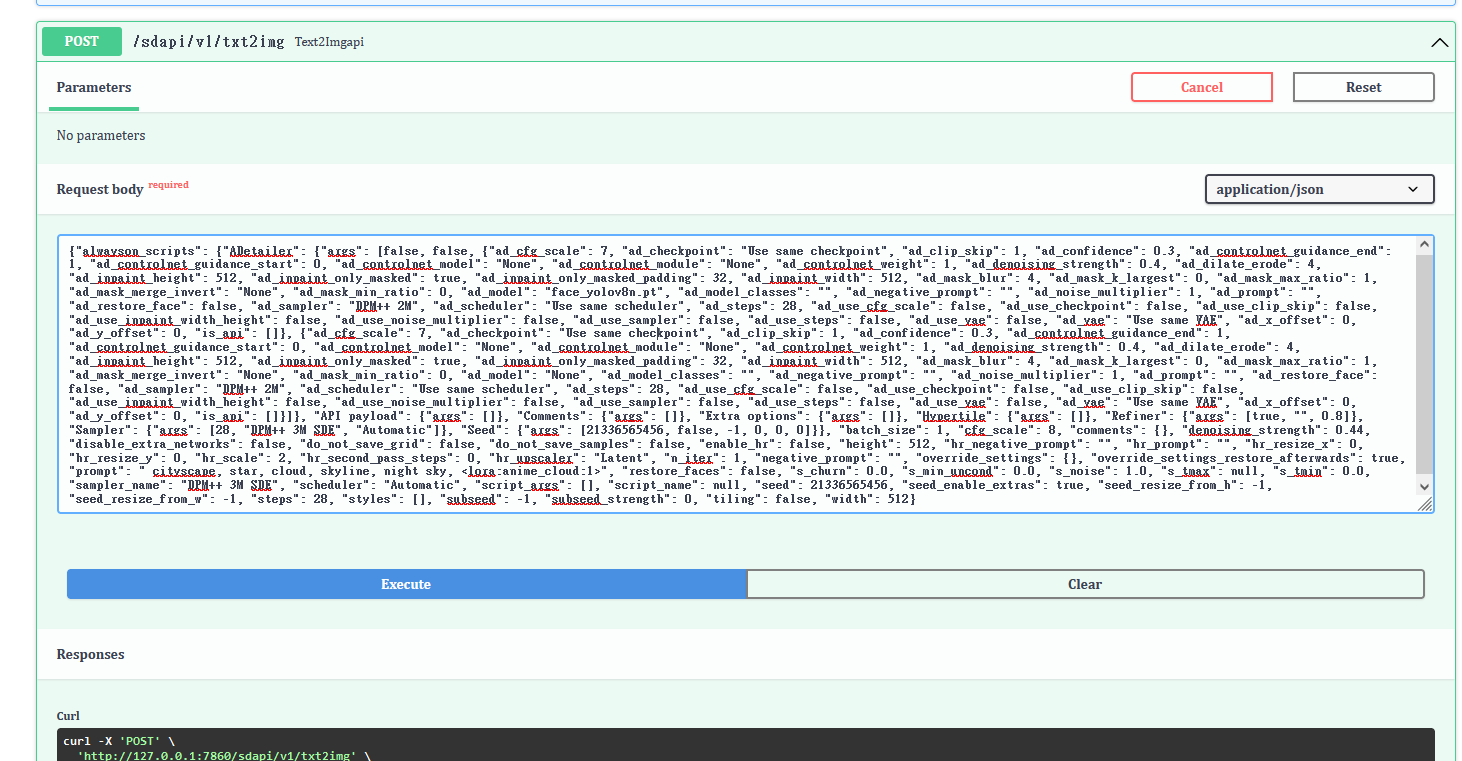 POST /sdapi/v1/txt2img Text2Imgapi
Parameters
Cancel
Reset
No parameters
Request body required
application/json
{"alwayson_scripts": {"ADetailer": {"args": [false, false, {"ad_cfg_scale": 7, "ad_checkpoint": "Use same checkpoint", "ad_clip_skip": 1, "ad_confidence": 0.3, "ad_controlnet_guidance_end":
1, "ad_controlnet_guidance_start": 0, "ad_controlnet_model": "None", "ad_controlnet_module": "None", "ad_controlnet_weight": 1, "ad_denoising_strength": 0.4, "ad_dilate_erode": 4,
"ad_inpaint_height": 512, "ad_inpaint_only_masked": true, "ad_inpaint_only_masked_padding": 32, "ad_inpaint_width": 512, "ad_mask_blur": 4, "ad_mask_k_largest": 0, "ad_mask_max_ratio": 1,
"ad_mask_merge_invert": "None", "ad_mask_min_ratio": 0, "ad_model": "face_yolov8n.pt", "ad_model_classes": "", "ad_negative_prompt": "", "ad_noise_multiplier": 1, "ad_prompt": "",
"ad_restore_face": false, "ad_sampler": "DPM++ 2M", "ad_scheduler": "Use same scheduler", "ad_steps": 28, "ad_use_cfg_scale": false, "ad_use_checkpoint": false, "ad_use_clip_skip": false,
"ad_use_inpaint_width_height": false, "ad_use_noise_multiplier": false, "ad_use_sampler": false, "ad_use_steps": false, "ad_use_vae": false, "ad_vae": "Use same VAE", "ad_x_offset": 0,
"ad_y_offset": 0, "is_api": []}, {"ad_cfg_scale": 7, "ad_checkpoint": "Use same checkpoint", "ad_clip_skip": 1, "ad_confidence": 0.3, "ad_controlnet_guidance_end": 1,
"ad_controlnet_guidance_start": 0, "ad_controlnet_model": "None", "ad_controlnet_module": "None", "ad_controlnet_weight": 1, "ad_denoising_strength": 0.4, "ad_dilate_erode": 4,
"ad_inpaint_height": 512, "ad_inpaint_only_masked": true, "ad_inpaint_only_masked_padding": 32, "ad_inpaint_width": 512, "ad_mask_blur": 4, "ad_mask_k_largest": 0, "ad_mask_max_ratio": 1,
"ad_mask_merge_invert": "None", "ad_mask_min_ratio": 0, "ad_model": "None", "ad_model_classes": "", "ad_negative_prompt": "", "ad_noise_multiplier": 1, "ad_prompt": "", "ad_restore_face":
false, "ad_sampler": "DPM++ 2M", "ad_scheduler": "Use same scheduler", "ad_steps": 28, "ad_use_cfg_scale": false, "ad_use_checkpoint": false, "ad_use_clip_skip": false,
"ad_use_inpaint_width_height": false, "ad_use_noise_multiplier": false, "ad_use_sampler": false, "ad_use_steps": false, "ad_use_vae": false, "ad_vae": "Use same VAE", "ad_x_offset": 0,
"ad_y_offset": 0, "is_api": []}]}, "API payload": {"args": []}, "Comments": {"args": []}, "Extra options": {"args": []}, "Hypertile": {"args": []}, "Refiner": {"args": [true, "", 0.8]},
"Sampler": {"args": [28, "DPM++ 3M SDE", "Automatic"]}, "Seed": {"args": [21336565456, false, -1, 0, 0, 0]}}, "batch_size": 1, "cfg_scale": 8, "comments": {}, "denoising_strength": 0.44,
"disable_extra_networks": false, "do_not_save_grid": false, "do_not_save_samples": false, "enable_hr": false, "height": 512, "hr_negative_prompt": "", "hr_prompt": "", "hr_resize_x": 0,
"hr_resize_y": 0, "hr_scale": 2, "hr_second_pass_steps": 0, "hr_upscaler": "Latent", "n_iter": 1, "negative_prompt": "", "override_settings": {}, "override_settings_restore_afterwards": true,
"prompt": " cityscape, star, cloud, skyline, night sky, <lora:anime_cloud:1>", "restore_faces": false, "s_churn": 0.0, "s_min_uncond": 0.0, "s_noise": 1.0, "s_tmax": null, "s_tmin": 0.0,
"sampler_name": "DPM++ 3M SDE", "scheduler": "Automatic", "script_args": [], "script_name": null, "seed": 21336565456, "seed_enable_extras": true, "seed_resize_from_h": -1,
"seed_resize_from_w": -1, "steps": 28, "styles": [], "subseed": -1, "subseed_strength": 0, "tiling": false, "width": 512}
Execute
Clear
Responses
Curl
curl -X 'POST' \
'http://127.0.0.1:7860/sdapi/v1/txt2img' \